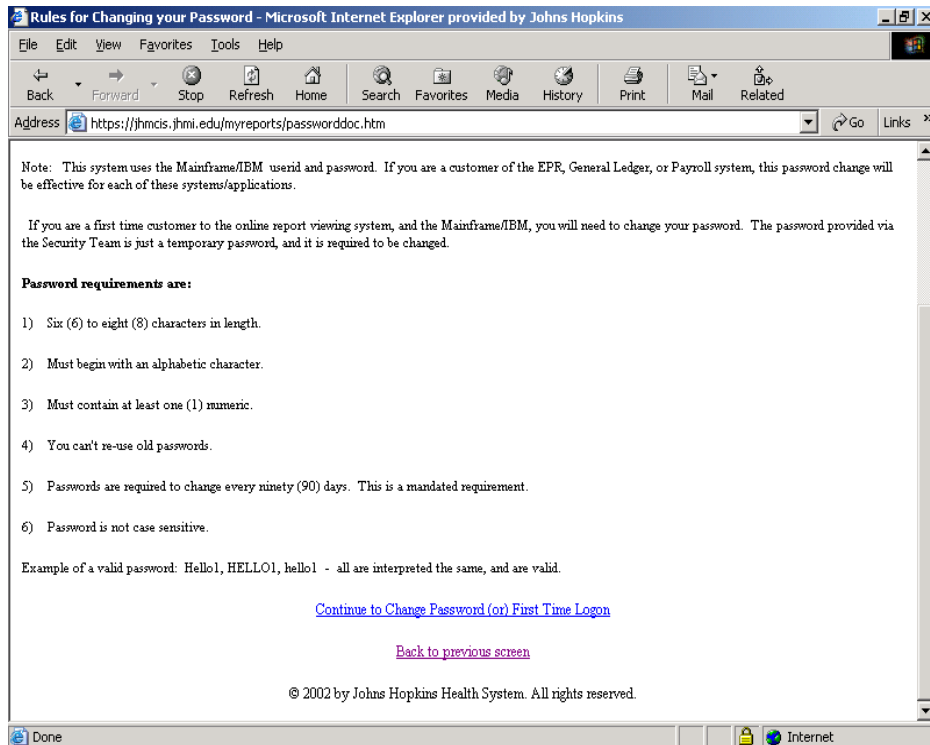 Rules for Changing your Password - Microsoft Internet Explorer provided by Johns Hopkins
File Edit View Favorites Tools Help
Back Forward Stop Refresh Home Search Favorites Media History Print Mail Related
Address https://jhmcis.jhmi.edu/myreports/passworddoc.htm Go Links »
Note: This system uses the Mainframe/IBM userid and password. If you are a customer of the EPR, General Ledger, or Payroll system, this password change will
be effective for each of these systems/applications.
If you are a first time customer to the online report viewing system, and the Mainframe/IBM, you will need to change your password. The password provided via
the Security Team is just a temporary password, and it is required to be changed.
Password requirements are:
1) Six (6) to eight (8) characters in length.
2) Must begin with an alphabetic character.
3) Must contain at least one (1) numeric.
4) You can't re-use old passwords.
5) Passwords are required to change every ninety (90) days. This is a mandated requirement.
6) Password is not case sensitive.
Example of a valid password: Hello1, HELLO1, hello1 - all are interpreted the same, and are valid.
Continue to Change Password (or) First Time Logon
Back to previous screen
© 2002 by Johns Hopkins Health System. All rights reserved.
Done Internet